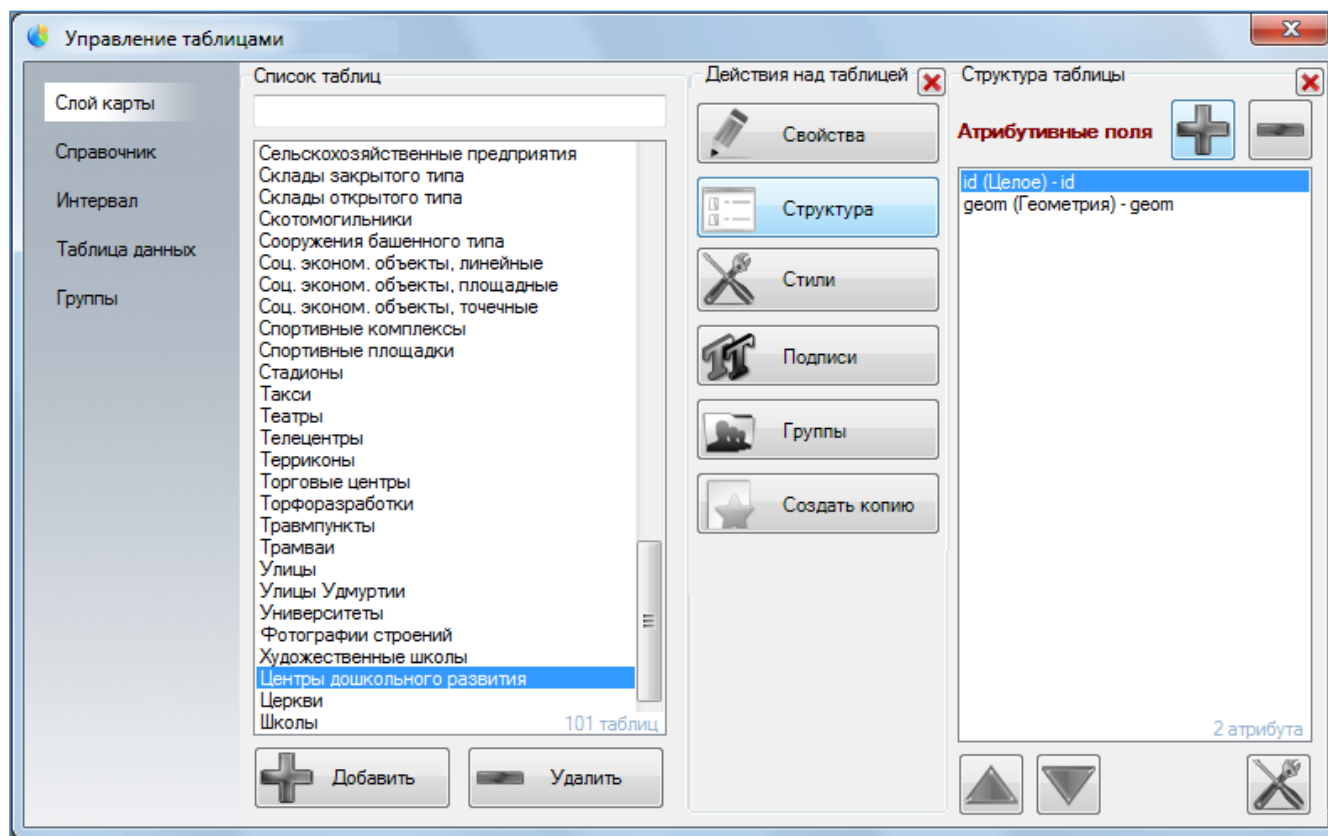 Управление таблицами
Слой карты
Справочник
Интервал
Таблица данных
Группы
Список таблиц
Сельскохозяйственные предприятия
Склады закрытого типа
Склады открытого типа
Скотомогильники
Сооружения башенного типа
Соц. эконом. объекты, линейные
Соц. эконом. объекты, площадные
Соц. эконом. объекты, точечные
Спортивные комплексы
Спортивные площадки
Стадионы
Такси
Театры
Телецентры
Терриконы
Торговые центры
Торфоразработки
Травмпункты
Трамваи
Улицы
Улицы Удмуртии
Университеты
Фотографии строений
Художественные школы
Центры дошкольного развития
Церкви
Школы
101 таблиц
Добавить
Удалить
Действия над таблицей
Свойства
Структура
Стили
Подписи
Группы
Создать копию
Структура таблицы
Атрибутивные поля
id (Целое) - id
geom (Геометрия) - geom
2 атрибута